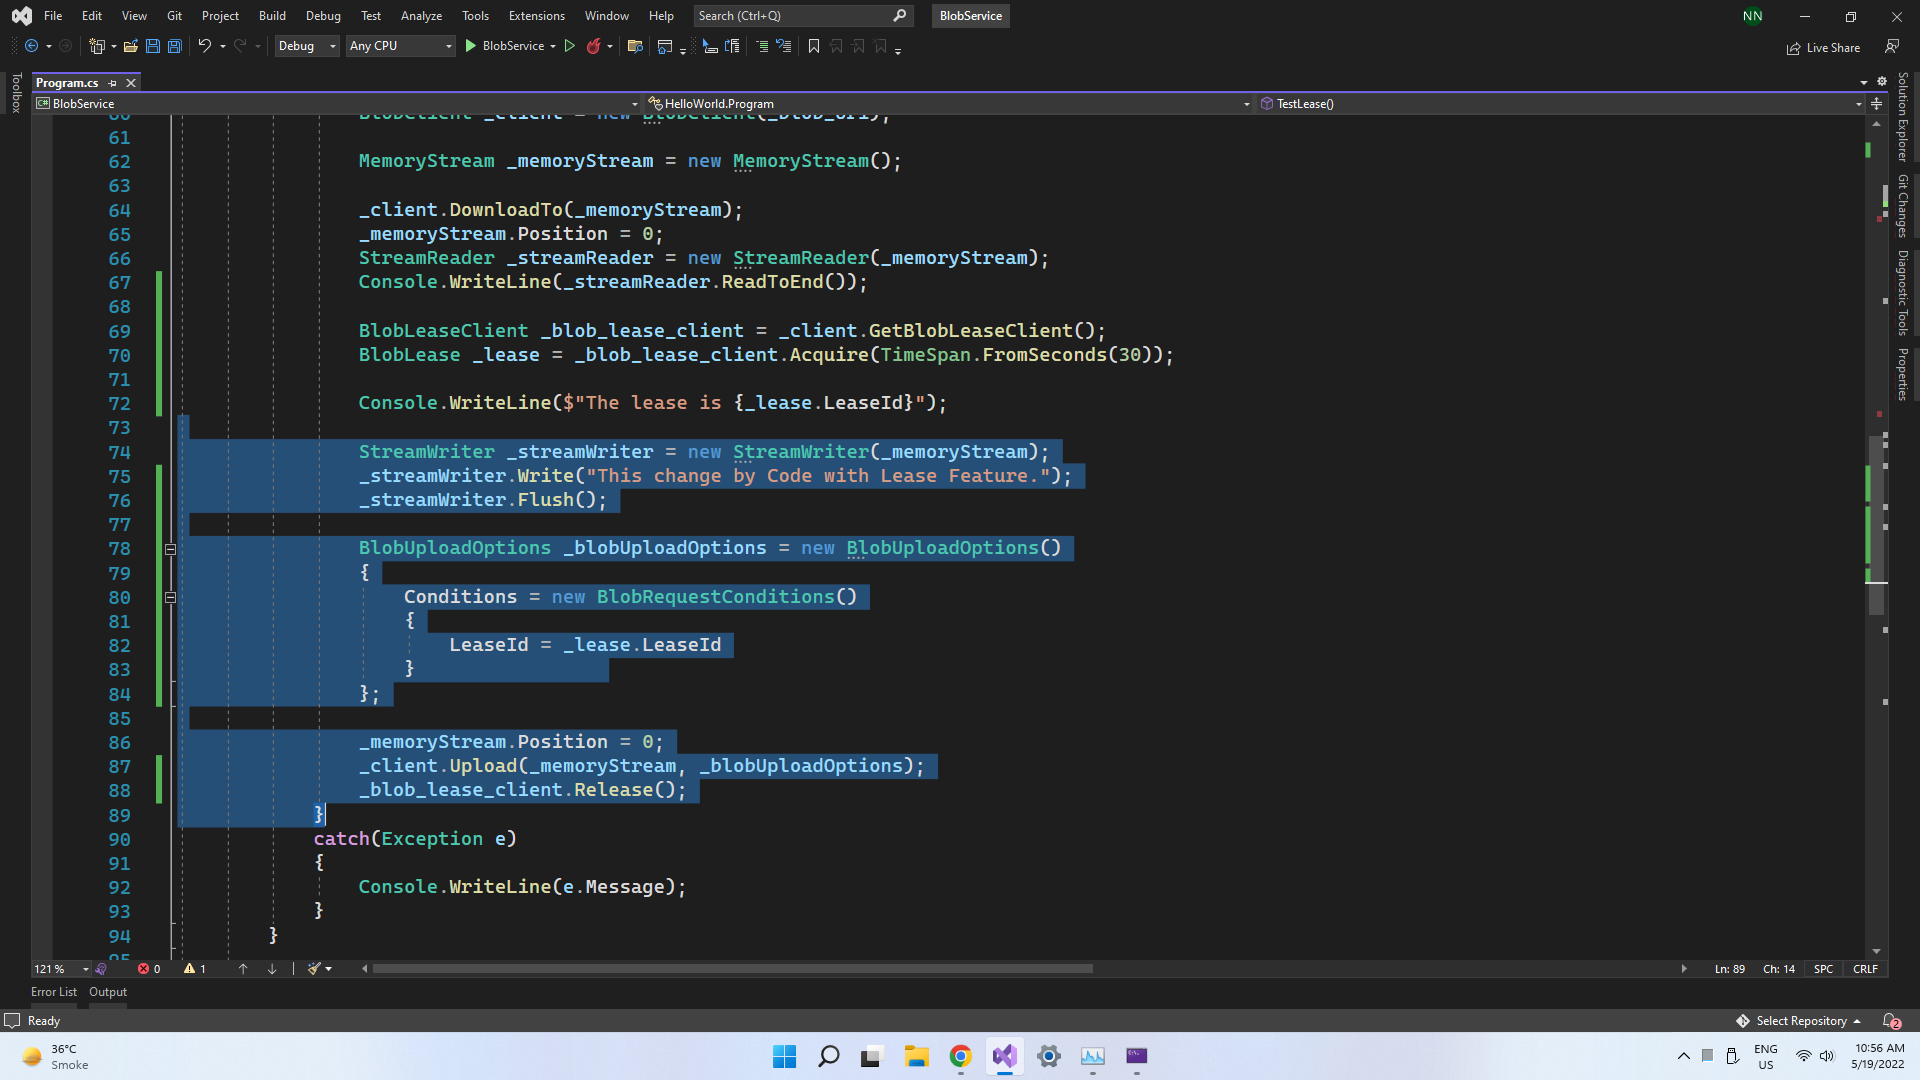 File Edit View Git Project Build Debug Test Analyze Tools Extensions Window Help Search (Ctrl+Q) BlobService NN
Debug Any CPU BlobService Live Share
Toolbox
Program.cs
BlobService HelloWorld.Program TestLease()
60 BlobClient _client = new BlobClient(_blob_uri);
61
62 MemoryStream _memoryStream = new MemoryStream();
63
64 _client.DownloadTo(_memoryStream);
65 _memoryStream.Position = 0;
66 StreamReader _streamReader = new StreamReader(_memoryStream);
67 Console.WriteLine(_streamReader.ReadToEnd());
68
69 BlobLeaseClient _blob_lease_client = _client.GetBlobLeaseClient();
70 BlobLease _lease = _blob_lease_client.Acquire(TimeSpan.FromSeconds(30));
71
72 Console.WriteLine($"The lease is {_lease.LeaseId}");
73
74 StreamWriter _streamWriter = new StreamWriter(_memoryStream);
75 _streamWriter.Write("This change by Code with Lease Feature.");
76 _streamWriter.Flush();
77
78 BlobUploadOptions _blobUploadOptions = new BlobUploadOptions()
79 {
80 Conditions = new BlobRequestConditions()
81 {
82 LeaseId = _lease.LeaseId
83 }
84 };
85
86 _memoryStream.Position = 0;
87 _client.Upload(_memoryStream, _blobUploadOptions);
88 _blob_lease_client.Release();
89 }
90 catch(Exception e)
91 {
92 Console.WriteLine(e.Message);
93 }
94 }
95
Solution Explorer
Git Changes
Diagnostic Tools
Properties
121 % 0 1 Ln: 89 Ch: 14 SPC CRLF
Error List Output
Ready Select Repository 2
36°C
Smoke
ENG
US
10:56 AM
5/19/2022